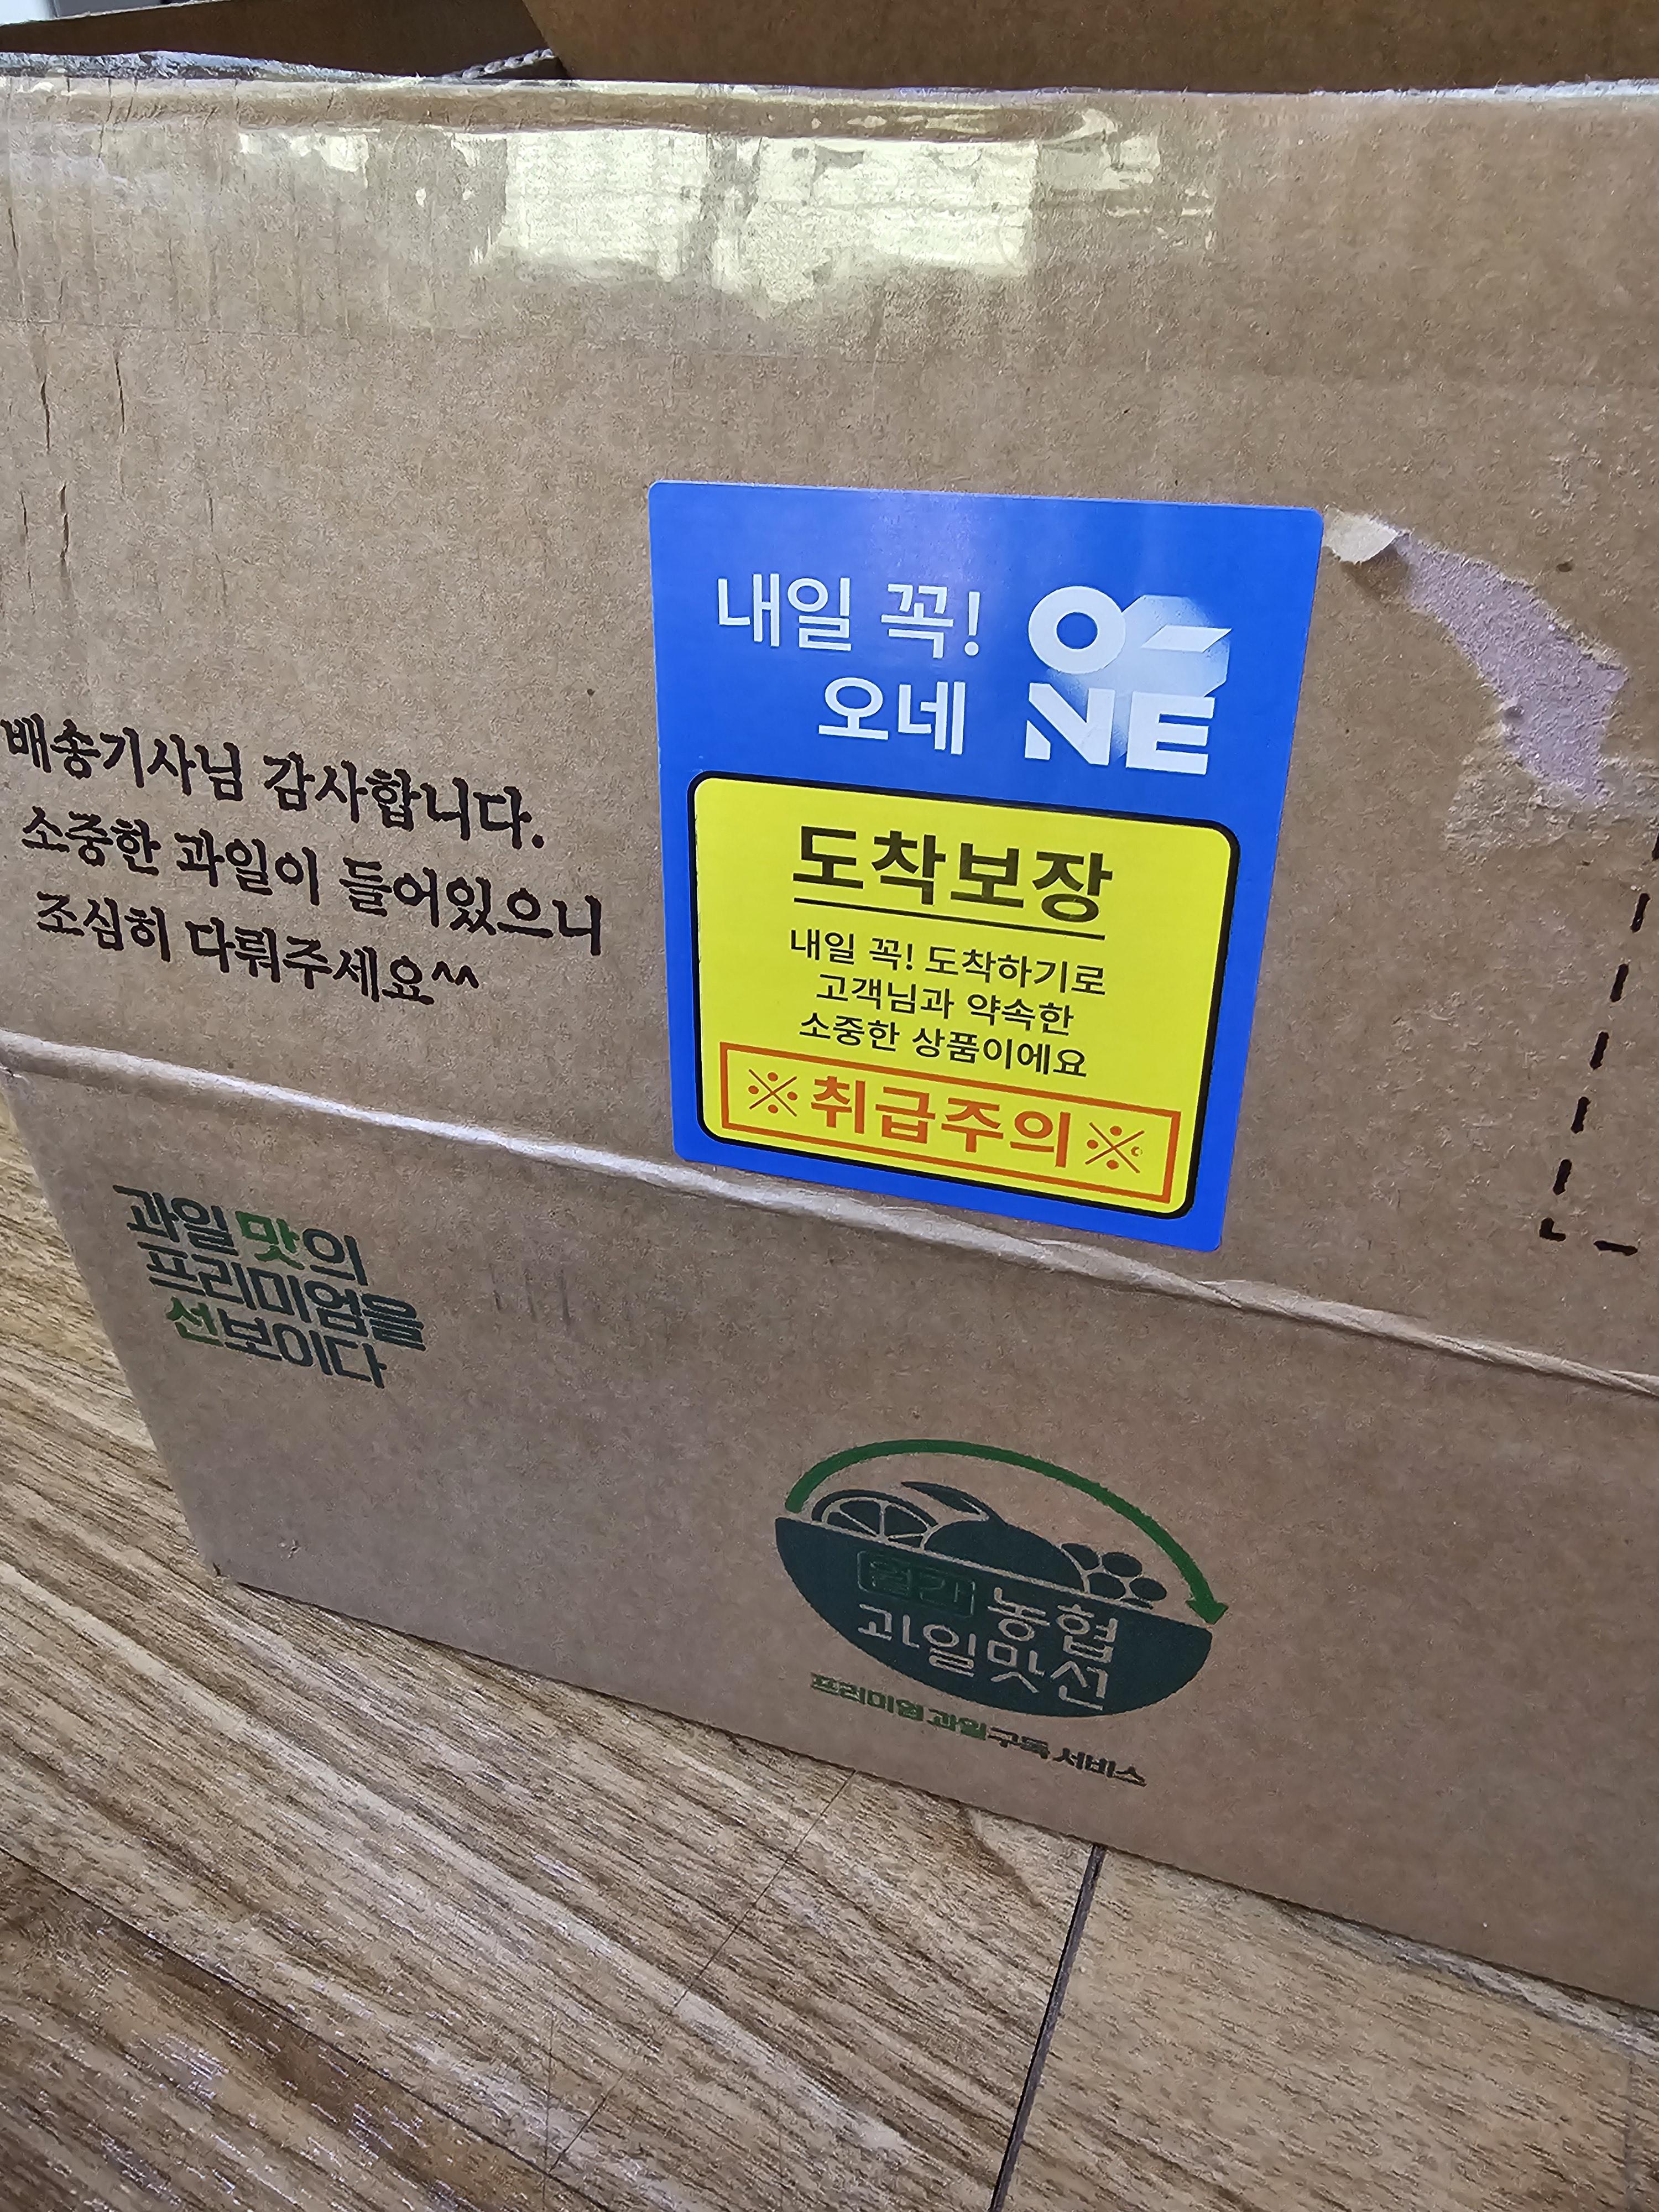 내일 꼭!
오네
O-NE
도착보장
내일 꼭! 도착하기로
고객님과 약속한
소중한 상품이에요
※취급주의※
배송기사님 감사합니다.
소중한 과일이 들어있으니
조심히 다뤄주세요^^
과일 맛의
프리미엄을
선보이다
월간 농협
과일맛선
프리미엄 과일 구독 서비스